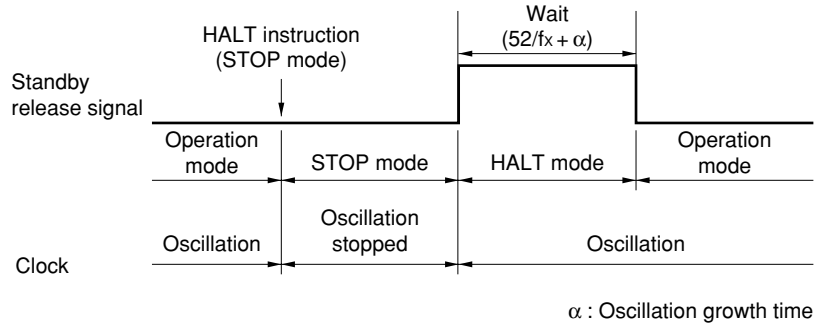 Wait
(52/fx + α)
HALT instruction
(STOP mode)
Standby
release signal
Operation
mode
STOP mode
HALT mode
Operation
mode
Oscillation
Oscillation
stopped
Oscillation
Clock
α : Oscillation growth time